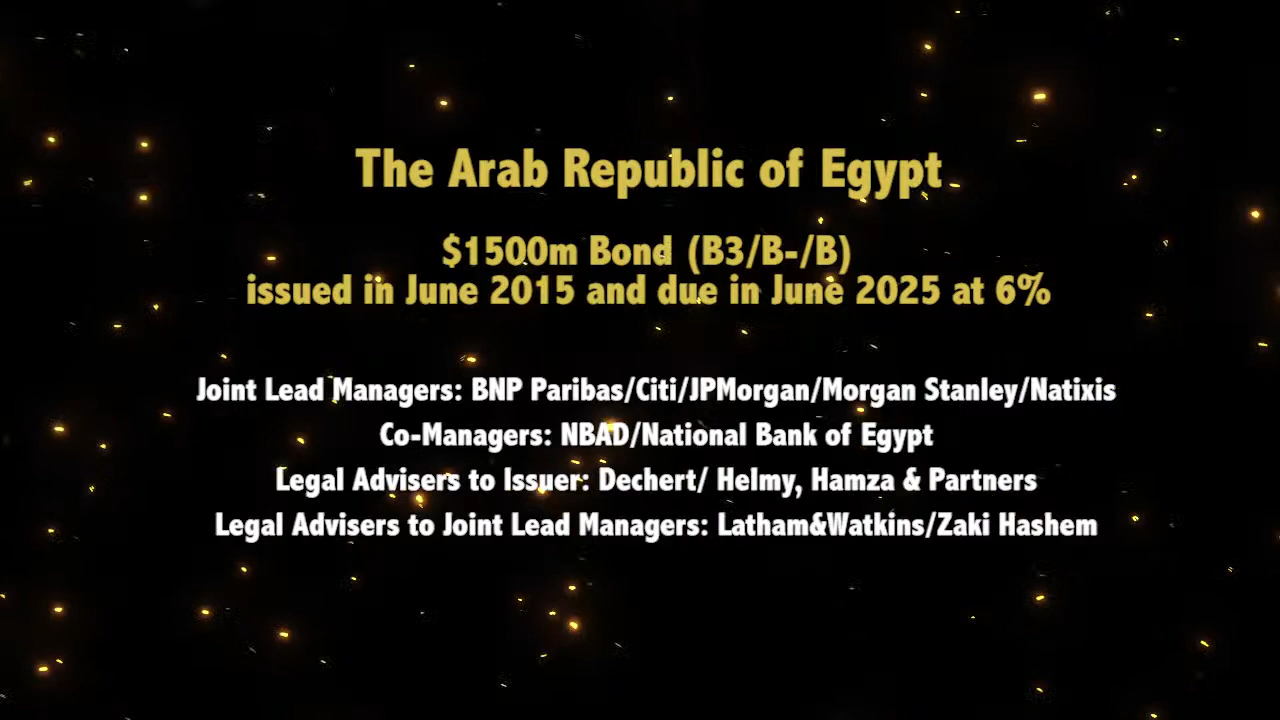 The Arab Republic of Egypt
$1500m Bond (B3/B-/B)
issued in June 2015 and due in June 2025 at 6%
Joint Lead Managers: BNP Paribas/Citi/JPMorgan/Morgan Stanley/Natixis
Co-Managers: NBAD/National Bank of Egypt
Legal Advisers to Issuer: Dechert/ Helmy, Hamza & Partners
Legal Advisers to Joint Lead Managers: Latham&Watkins/Zaki Hashem